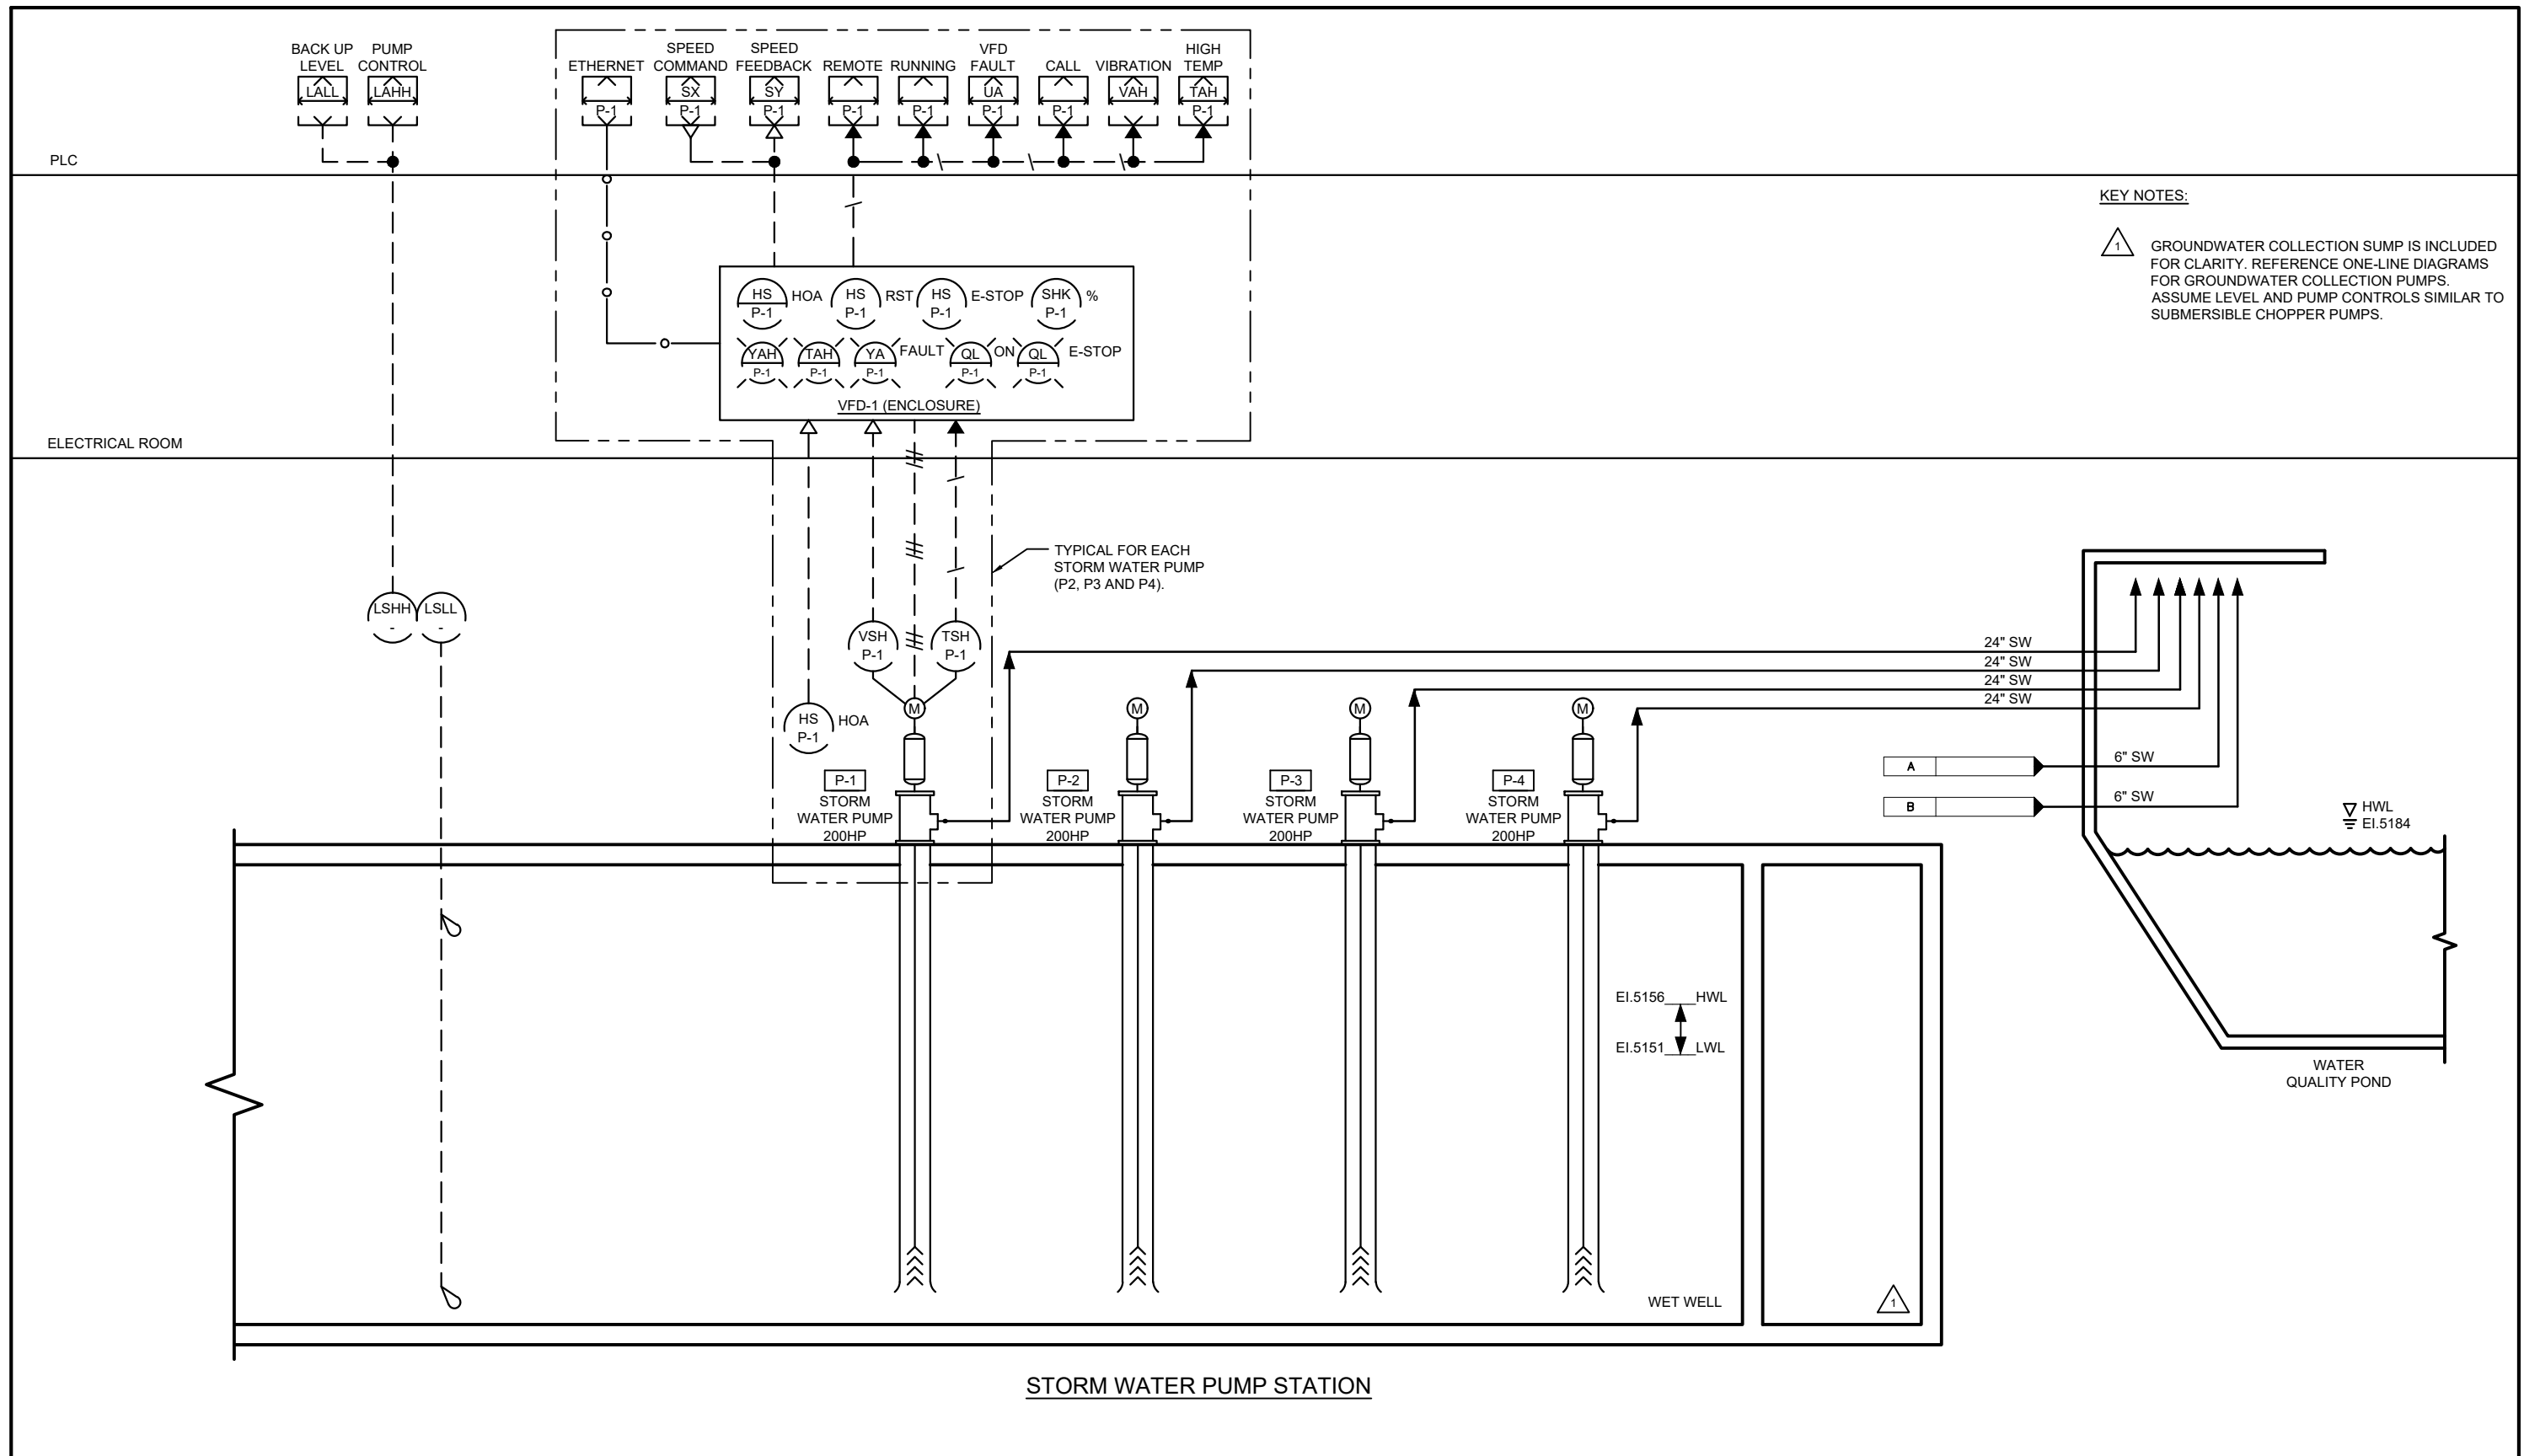 BACK UP
LEVEL
LALL
PUMP
CONTROL
LAHH
ETHERNET
P-1
SPEED
COMMAND
SX
P-1
SPEED
FEEDBACK
SY
P-1
REMOTE
P-1
RUNNING
P-1
VFD
FAULT
UA
P-1
CALL
P-1
VIBRATION
VAH
HIGH
TEMP
TAH
P-1
PLC
KEY NOTES:
1
GROUNDWATER COLLECTION SUMP IS INCLUDED
FOR CLARITY. REFERENCE ONE-LINE DIAGRAMS
FOR GROUNDWATER COLLECTION PUMPS.
ASSUME LEVEL AND PUMP CONTROLS SIMILAR TO
SUBMERSIBLE CHOPPER PUMPS.
HS
P-1
HOA
HS
P-1
RST
HS
P-1
E-STOP
SHK
P-1
%
YAH
P-1
TAH
P-1
YA
P-1
FAULT
QL
P-1
ON
QL
P-1
E-STOP
VFD-1 (ENCLOSURE)
ELECTRICAL ROOM
TYPICAL FOR EACH
STORM WATER PUMP
(P2, P3 AND P4).
LSHH
-
LSLL
-
VSH
P-1
TSH
P-1
HS
P-1
HOA
M
M
M
M
24" SW
24" SW
24" SW
24" SW
A
6" SW
B
6" SW
P-1
STORM
WATER PUMP
200HP
P-2
STORM
WATER PUMP
200HP
P-3
STORM
WATER PUMP
200HP
P-4
STORM
WATER PUMP
200HP
HWL
El.5184
El.5156____HWL
El.5151____LWL
WATER
QUALITY POND
WET WELL
1
STORM WATER PUMP STATION